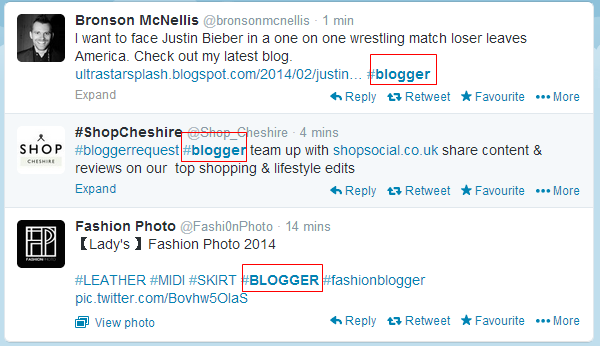 Bronson McNellis @bronsonmcnellis · 1 min
I want to face Justin Bieber in a one on one wrestling match loser leaves
America. Check out my latest blog.
ultrastarsplash.blogspot.com/2014/02/justin… #blogger
Expand Reply Retweet Favourite More
SHOP
CHESHIRE
#ShopCheshire @Shop_Cheshire · 4 mins
#bloggerrequest #blogger team up with shopsocial.co.uk share content &
reviews on our top shopping & lifestyle edits
Expand Reply Retweet Favourite More
FP
FASHIONPHOTO
Fashion Photo @Fashi0nPhoto · 14 mins
【Lady's 】Fashion Photo 2014
#LEATHER #MIDI #SKIRT #BLOGGER #fashionblogger
pic.twitter.com/Bovhw5OlaS
View photo Reply Retweet Favourite More